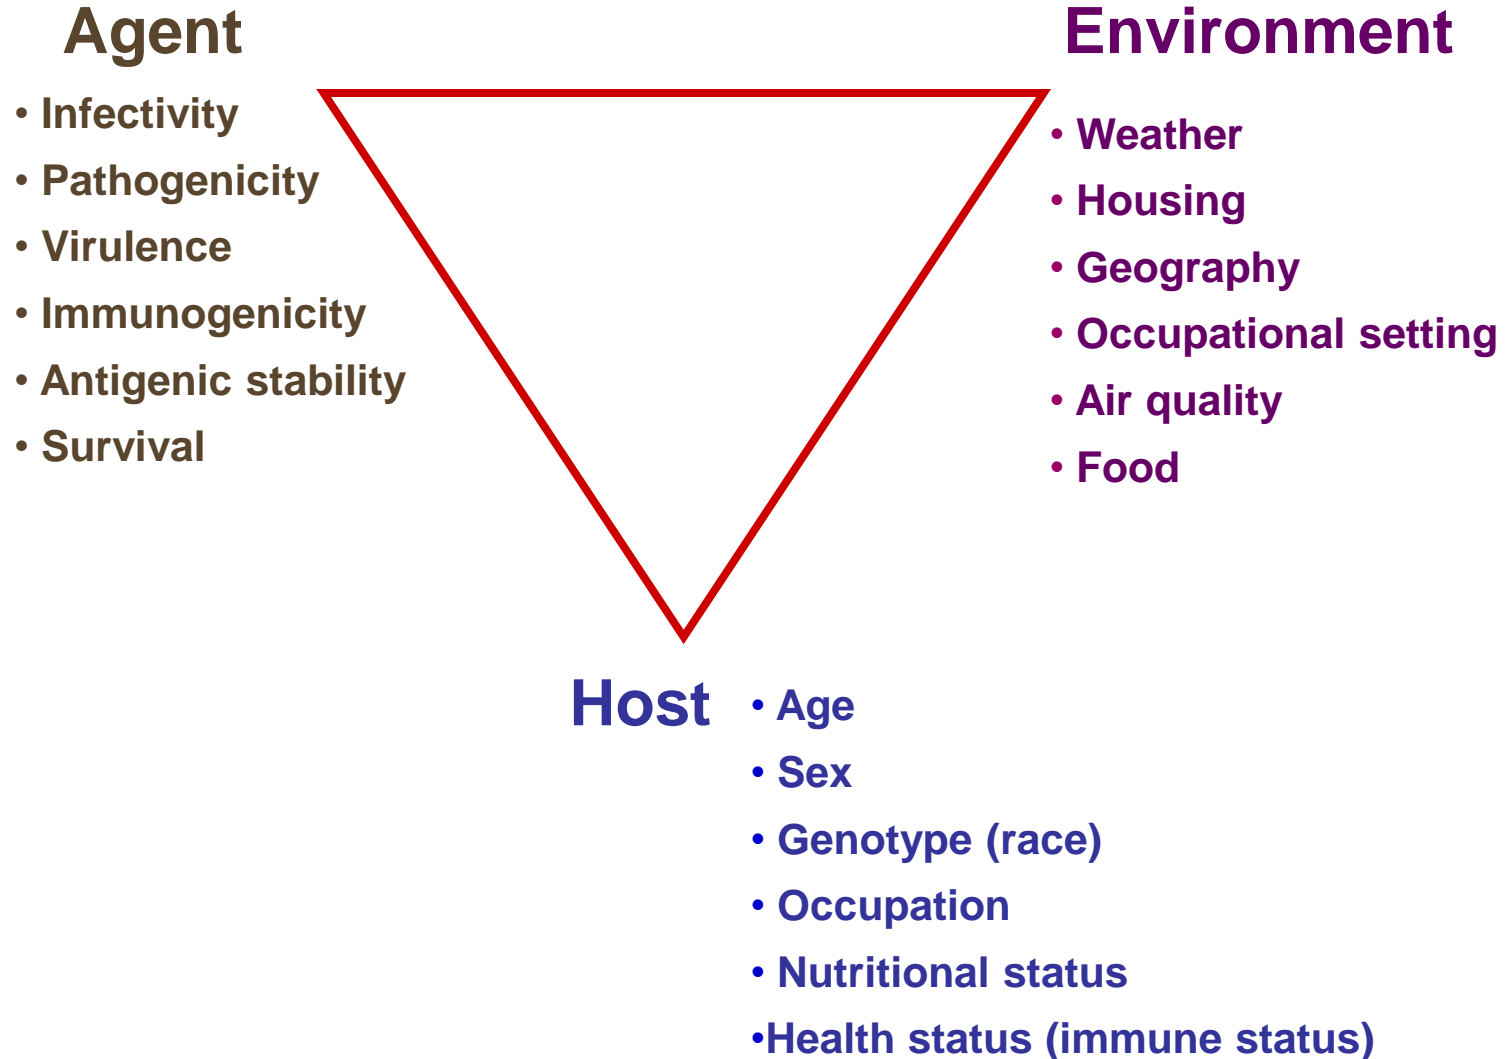 Agent
• Infectivity
• Pathogenicity
• Virulence
• Immunogenicity
• Antigenic stability
• Survival
Environment
• Weather
• Housing
• Geography
• Occupational setting
• Air quality
• Food
Host
• Age
• Sex
• Genotype (race)
• Occupation
• Nutritional status
•Health status (immune status)